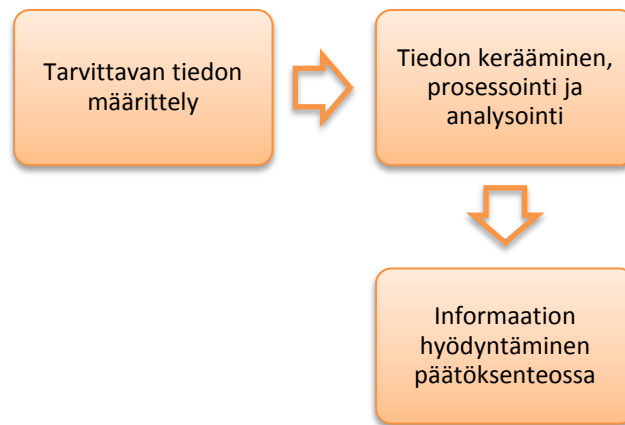 Tarvittavan tiedon
määrittely
Tiedon kerääminen,
prosessointi ja
analysointi
Informaation
hyödyntäminen
päätöksenteossa